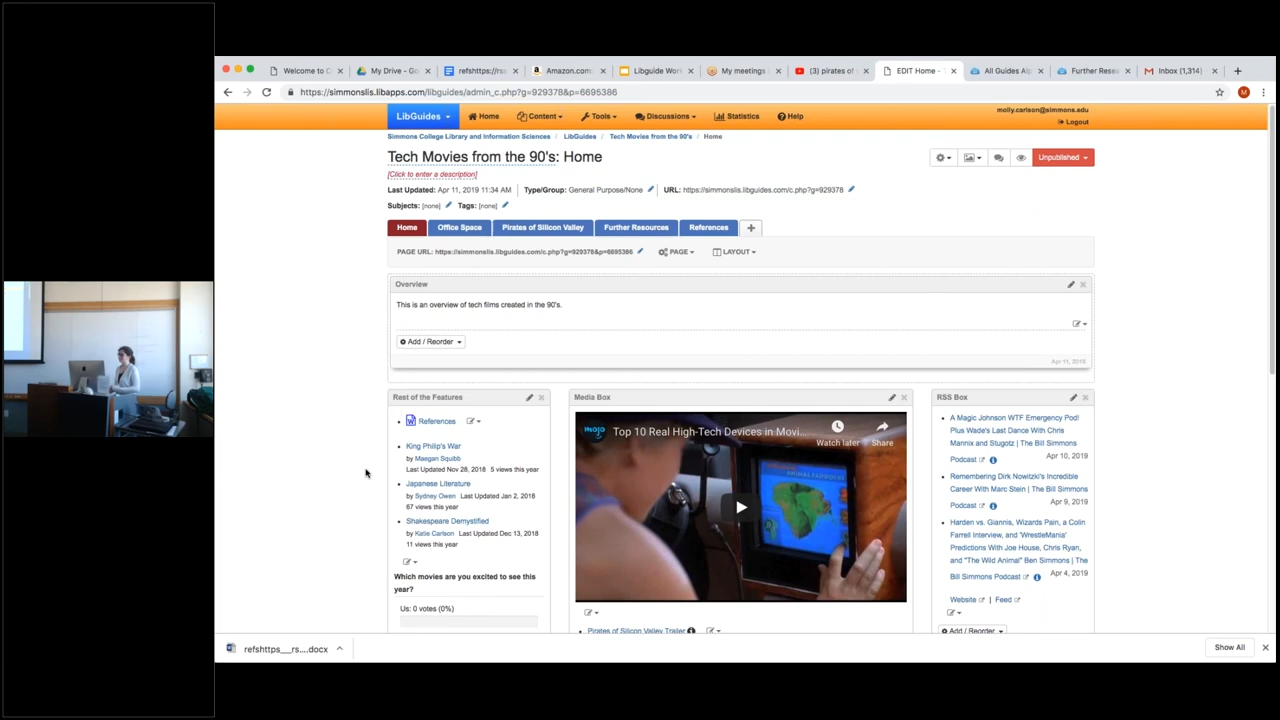 Welcome to C
My Drive - Go
refshttps://rsa
Amazon.com:
Libguide Work
My meetings
(3) pirates of
EDIT Home -
All Guides Alp
Further Resea
Inbox (1,314)
https://simmonslis.libapps.com/libguides/admin_c.php?g=929378&p=6695386
M
LibGuides
Home
Content
Tools
Discussions
Statistics
Help
molly.carlson@simmons.edu
Logout
Simmons College Library and Information Sciences
LibGuides
Tech Movies from the 90's
Home
Tech Movies from the 90's: Home
Unpublished
[Click to enter a description]
Last Updated: Apr 11, 2019 11:34 AM
Type/Group: General Purpose/None
URL: https://simmonslis.libguides.com/c.php?g=929378
Subjects: [none]
Tags: [none]
Home
Office Space
Pirates of Silicon Valley
Further Resources
References
+
PAGE URL: https://simmonslis.libguides.com/c.php?g=929378&p=6695386
PAGE
LAYOUT
Overview
This is an overview of tech films created in the 90's.
Add / Reorder
Apr 11, 2019
Rest of the Features
References
King Philip's War
by Maegan Squibb
Last Updated Nov 28, 2018 5 views this year
Japanese Literature
by Sydney Owen Last Updated Jan 2, 2018
67 views this year
Shakespeare Demystified
by Katie Carlson Last Updated Dec 13, 2018
11 views this year
Which movies are you excited to see this
year?
Us: 0 votes (0%)
Media Box
mojo
Top 10 Real High-Tech Devices in Movi...
Watch later
Share
Pirates of Silicon Valley Trailer
RSS Box
A Magic Johnson WTF Emergency Pod!
Plus Wade's Last Dance With Chris
Mannix and Stugotz | The Bill Simmons
Podcast
Apr 10, 2019
Remembering Dirk Nowitzki's Incredible
Career With Marc Stein | The Bill Simmons
Podcast
Apr 9, 2019
Harden vs. Giannis, Wizards Pain, a Colin
Farrell Interview, and 'WrestleMania'
Predictions With Joe House, Chris Ryan,
and "The Wild Animal" Ben Simmons | The
Bill Simmons Podcast
Apr 4, 2019
Website | Feed
Add / Reorder
refshttps___rs....docx
Show All